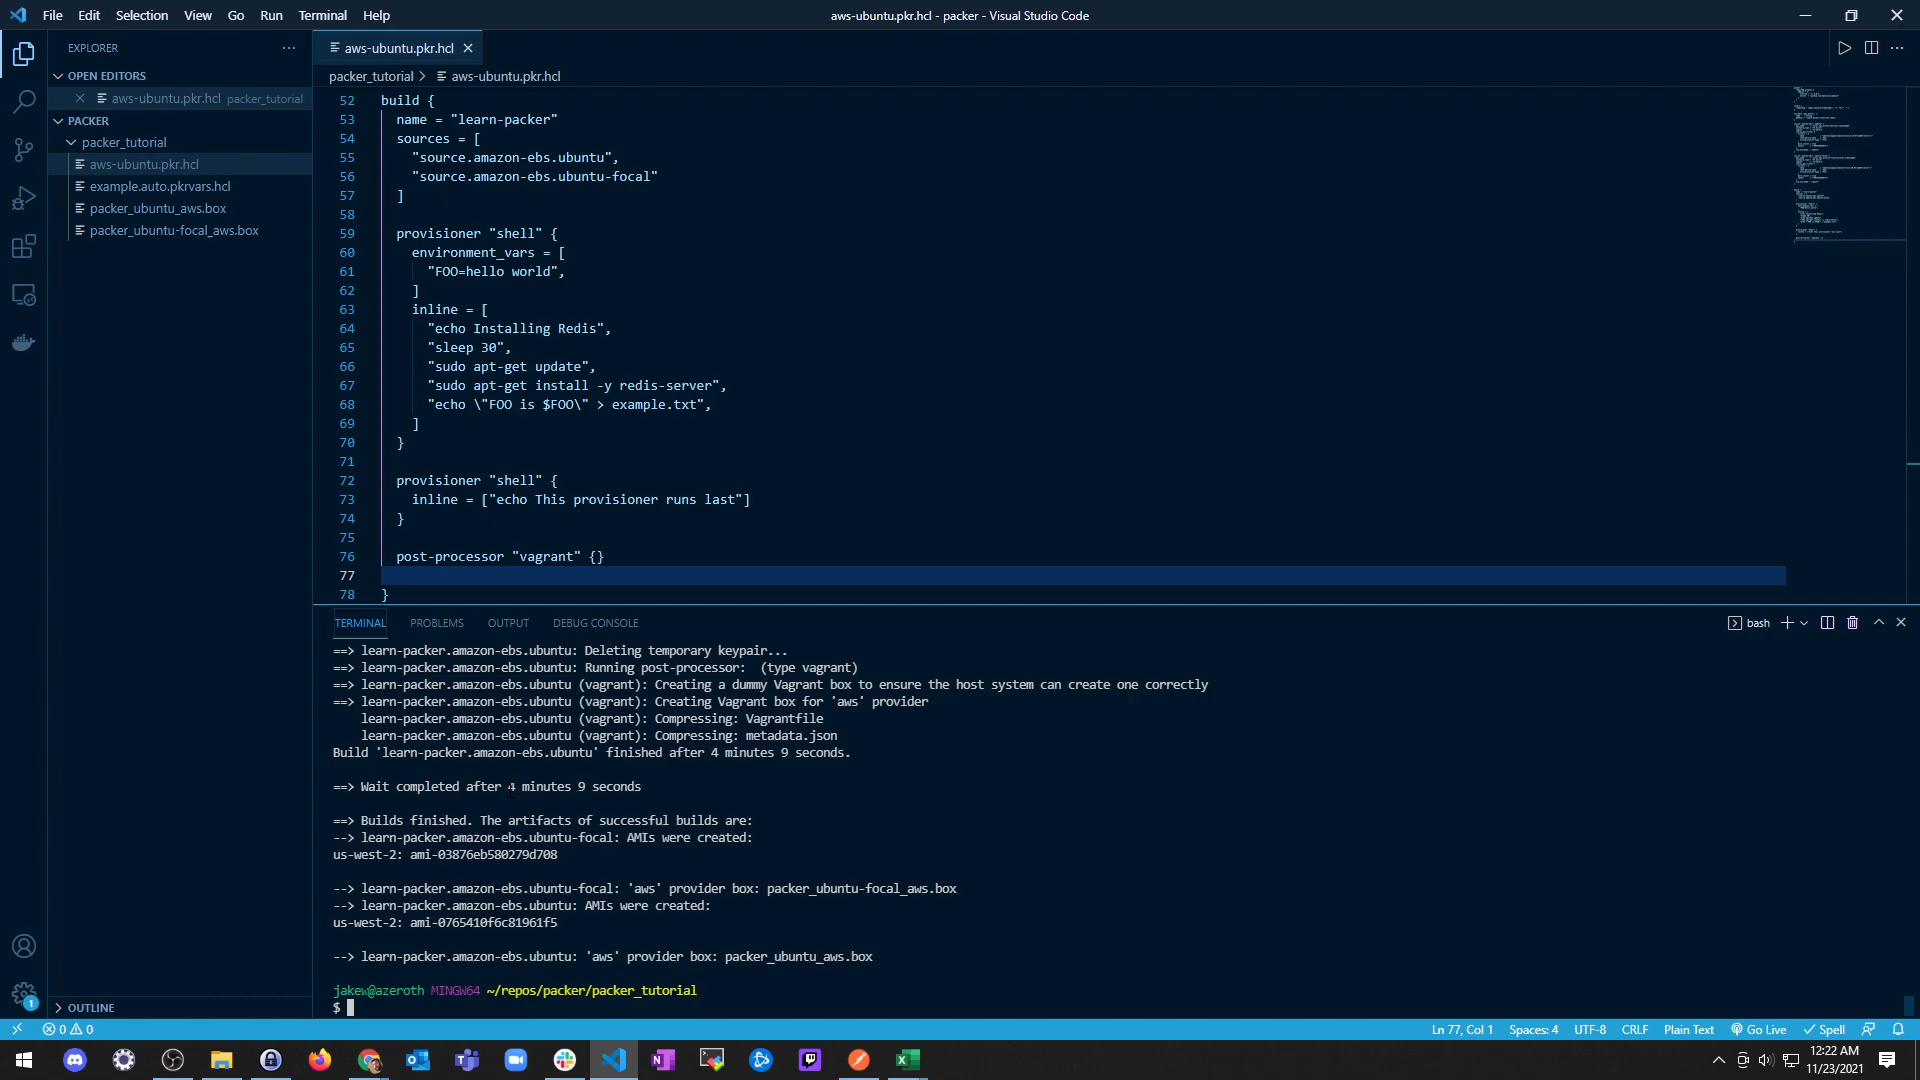 File Edit Selection View Go Run Terminal Help
aws-ubuntu.pkr.hcl - packer - Visual Studio Code
EXPLORER
OPEN EDITORS
aws-ubuntu.pkr.hcl packer_tutorial
PACKER
packer_tutorial
aws-ubuntu.pkr.hcl
example.auto.pkrvars.hcl
packer_ubuntu_aws.box
packer_ubuntu-focal_aws.box
OUTLINE
aws-ubuntu.pkr.hcl
packer_tutorial > aws-ubuntu.pkr.hcl
52 build {
53 name = "learn-packer"
54 sources = [
55 "source.amazon-ebs.ubuntu",
56 "source.amazon-ebs.ubuntu-focal"
57 ]
58
59 provisioner "shell" {
60 environment_vars = [
61 "FOO=hello world",
62 ]
63 inline = [
64 "echo Installing Redis",
65 "sleep 30",
66 "sudo apt-get update",
67 "sudo apt-get install -y redis-server",
68 "echo \"FOO is $FOO\" > example.txt",
69 ]
70 }
71
72 provisioner "shell" {
73 inline = ["echo This provisioner runs last"]
74 }
75
76 post-processor "vagrant" {}
77
78 }
TERMINAL PROBLEMS OUTPUT DEBUG CONSOLE
bash
==> learn-packer.amazon-ebs.ubuntu: Deleting temporary keypair...
==> learn-packer.amazon-ebs.ubuntu: Running post-processor: (type vagrant)
==> learn-packer.amazon-ebs.ubuntu (vagrant): Creating a dummy Vagrant box to ensure the host system can create one correctly
==> learn-packer.amazon-ebs.ubuntu (vagrant): Creating Vagrant box for 'aws' provider
learn-packer.amazon-ebs.ubuntu (vagrant): Compressing: Vagrantfile
learn-packer.amazon-ebs.ubuntu (vagrant): Compressing: metadata.json
Build 'learn-packer.amazon-ebs.ubuntu' finished after 4 minutes 9 seconds.
==> Wait completed after 4 minutes 9 seconds
==> Builds finished. The artifacts of successful builds are:
--> learn-packer.amazon-ebs.ubuntu-focal: AMIs were created:
us-west-2: ami-03876eb580279d708
--> learn-packer.amazon-ebs.ubuntu-focal: 'aws' provider box: packer_ubuntu-focal_aws.box
--> learn-packer.amazon-ebs.ubuntu: AMIs were created:
us-west-2: ami-0765410f6c81961f5
--> learn-packer.amazon-ebs.ubuntu: 'aws' provider box: packer_ubuntu_aws.box
jakew@azeroth MINGW64 ~/repos/packer/packer_tutorial
$
1
0 0
Ln 77, Col 1 Spaces: 4 UTF-8 CRLF Plain Text Go Live Spell
12:22 AM
11/23/2021